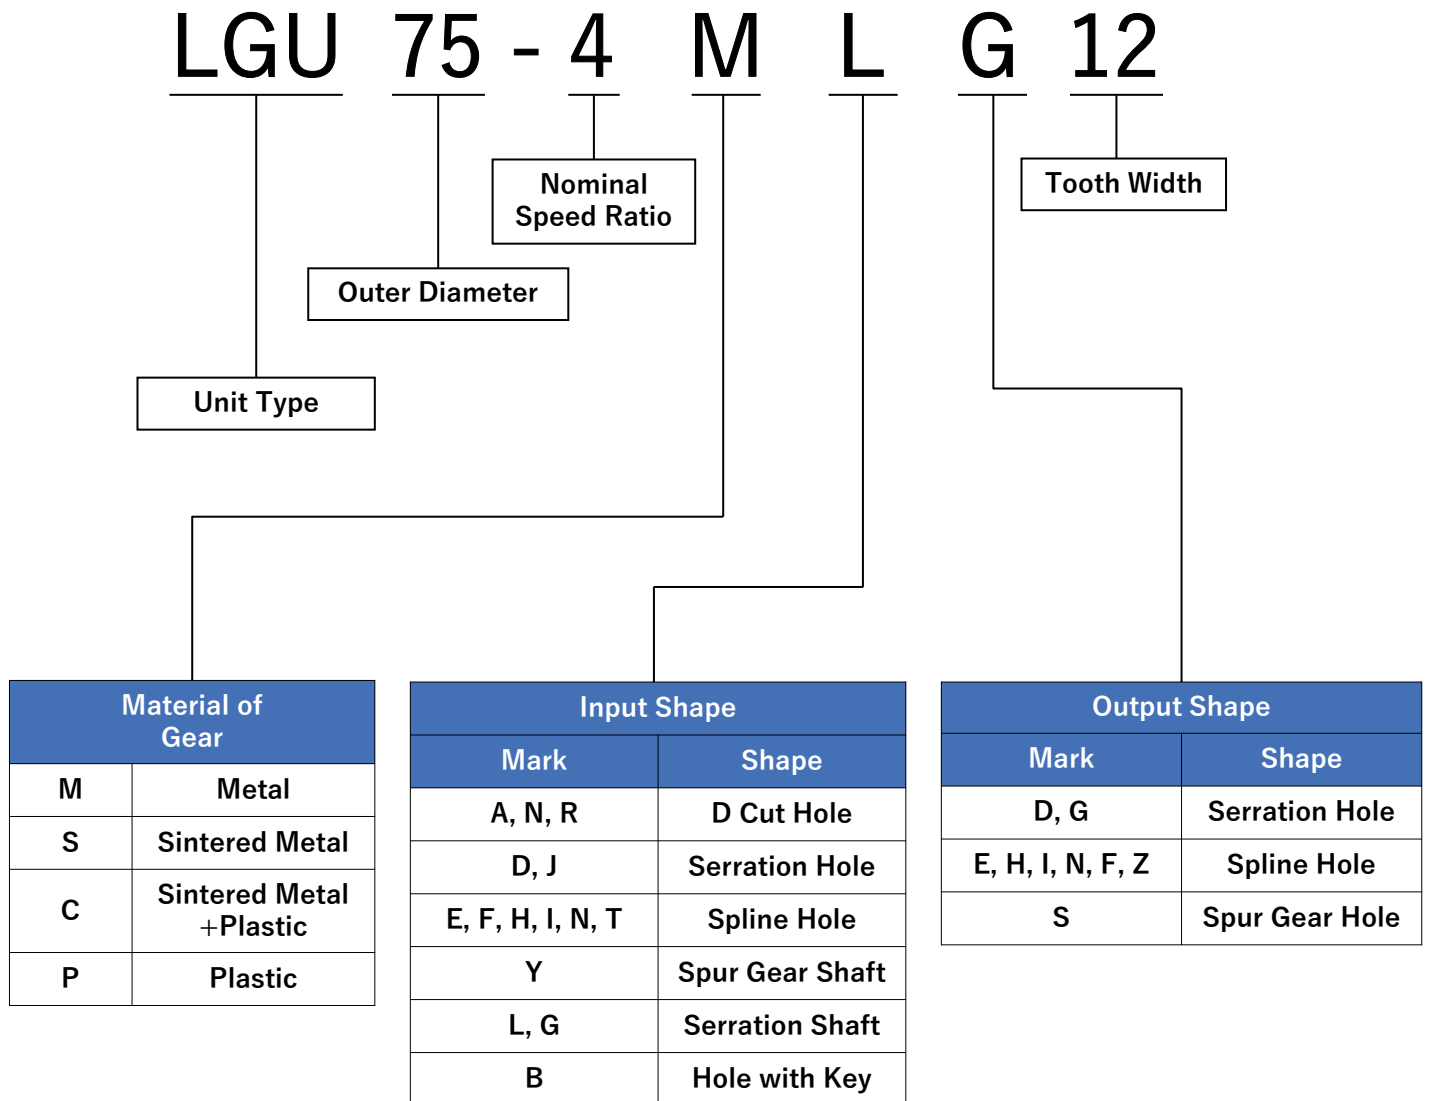 LGU 75 - 4 M L G 12
Nominal
Speed Ratio
Tooth Width
Outer Diameter
Unit Type
Material of
Gear
M Metal
S Sintered Metal
C Sintered Metal
+Plastic
P Plastic
Input Shape
Mark Shape
A, N, R D Cut Hole
D, J Serration Hole
E, F, H, I, N, T Spline Hole
Y Spur Gear Shaft
L, G Serration Shaft
B Hole with Key
Output Shape
Mark Shape
D, G Serration Hole
E, H, I, N, F, Z Spline Hole
S Spur Gear Hole